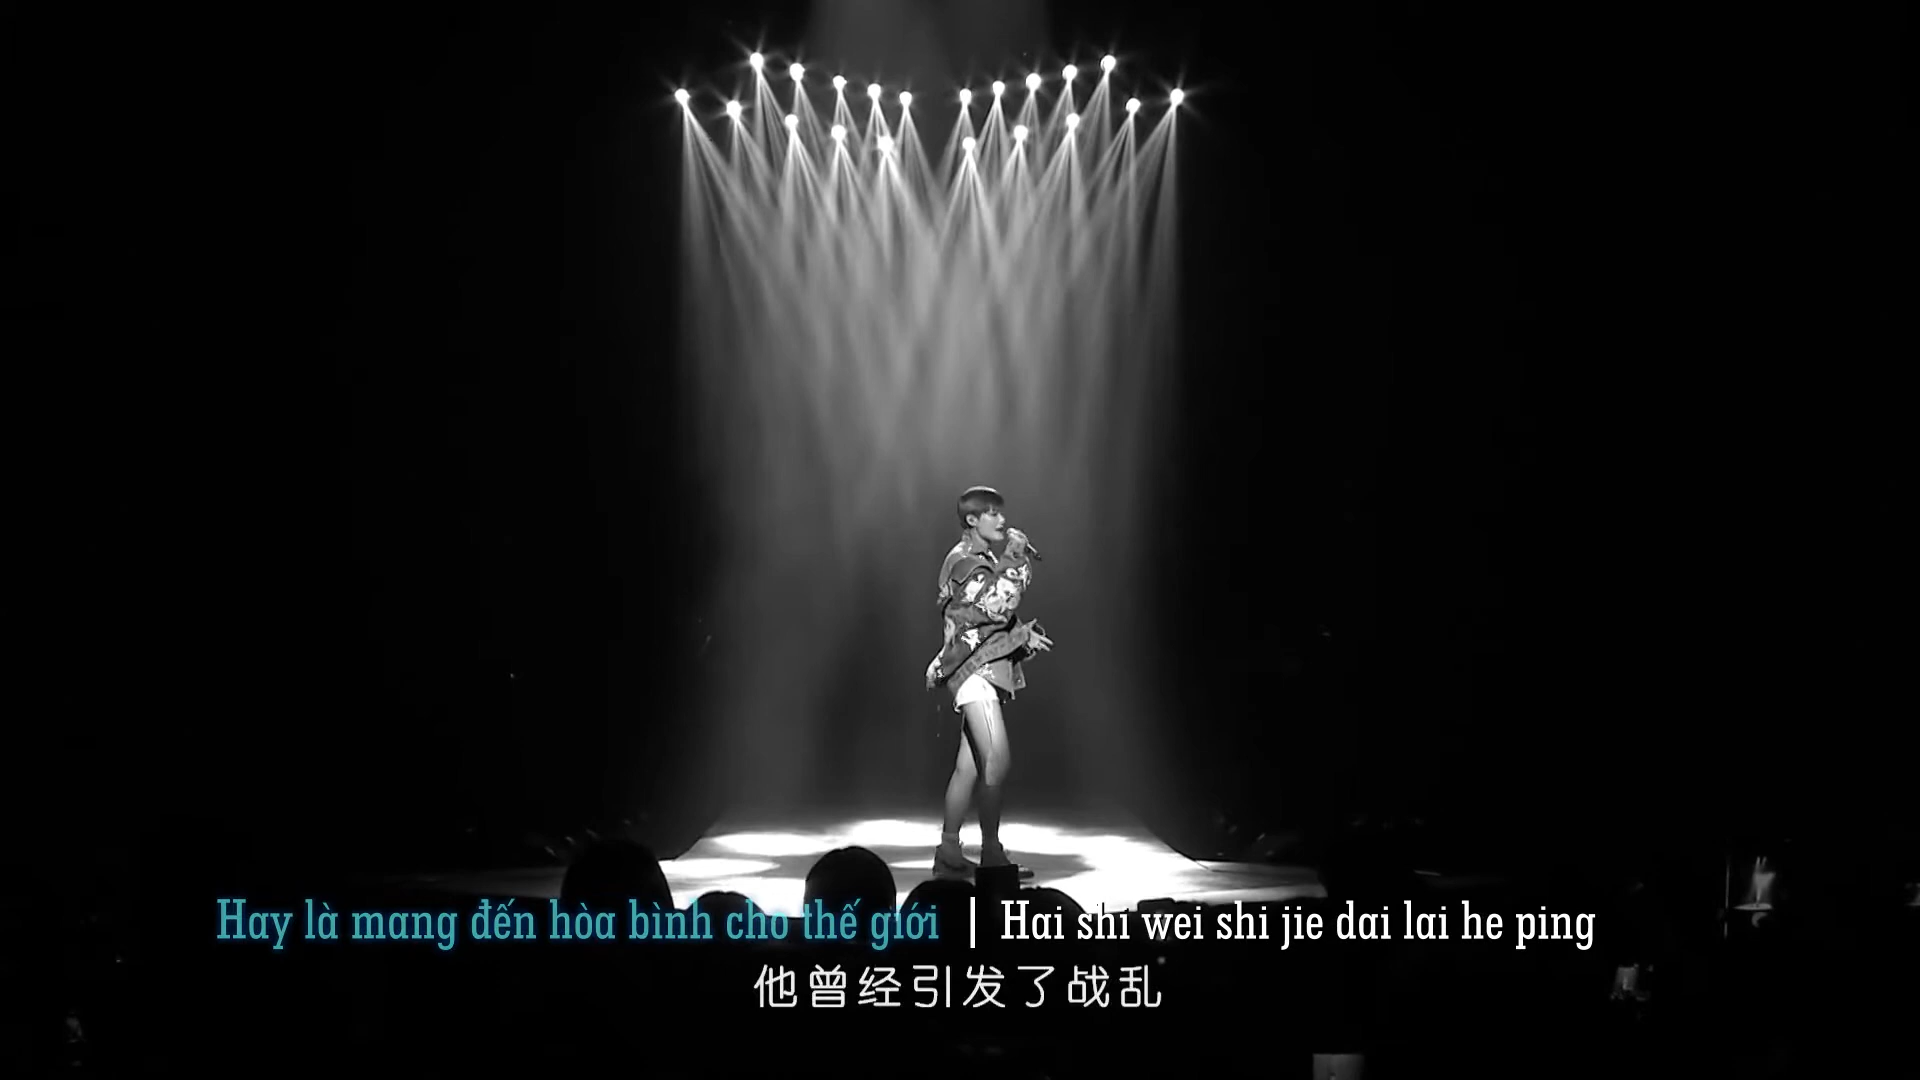 Hay là mang đến hòa bình cho thế giới | Hai shi wei shi jie dai lai he ping
他曾经引发了战乱